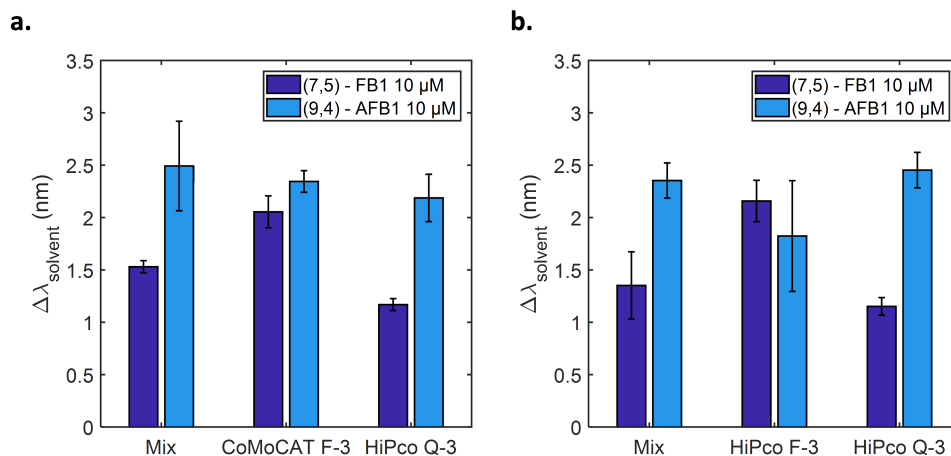 a.
3.5
3
2.5
2
1.5
1
0.5
0
Δλsolvent (nm)
(7,5) - FB1 10 µM
(9,4) - AFB1 10 µM
Mix CoMoCAT F-3 HiPco Q-3
b.
3.5
3
2.5
2
1.5
1
0.5
0
Δλsolvent (nm)
(7,5) - FB1 10 µM
(9,4) - AFB1 10 µM
Mix HiPco F-3 HiPco Q-3